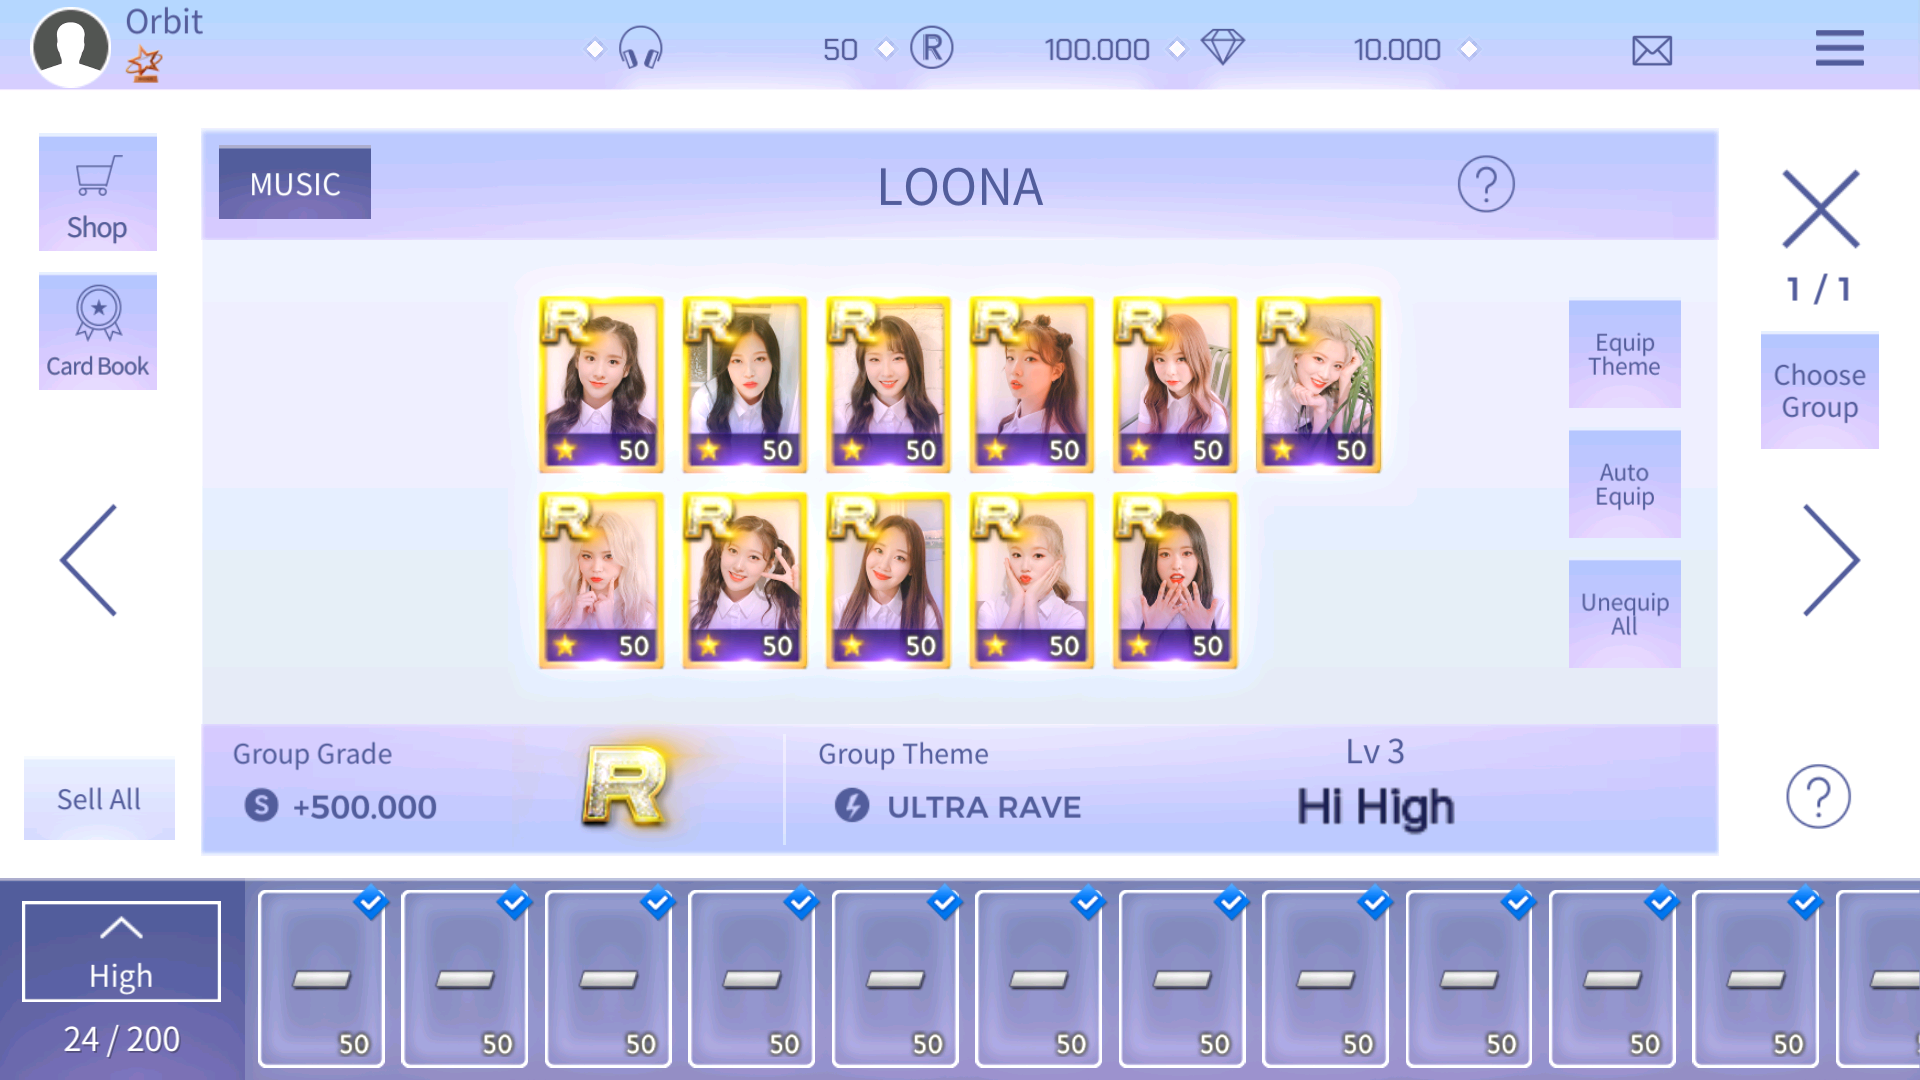 Orbit
50
R
100.000
10.000
Shop
Card Book
MUSIC
LOONA
?
1 / 1
Choose
Group
Equip
Theme
Auto
Equip
Unequip
All
R R R R R R
50 50 50 50 50 50
R R R R R
50 50 50 50 50
Group Grade
S +500.000
R
Group Theme
ULTRA RAVE
Lv 3
Hi High
Sell All
?
High
24 / 200
50 50 50 50 50 50 50 50 50 50 50